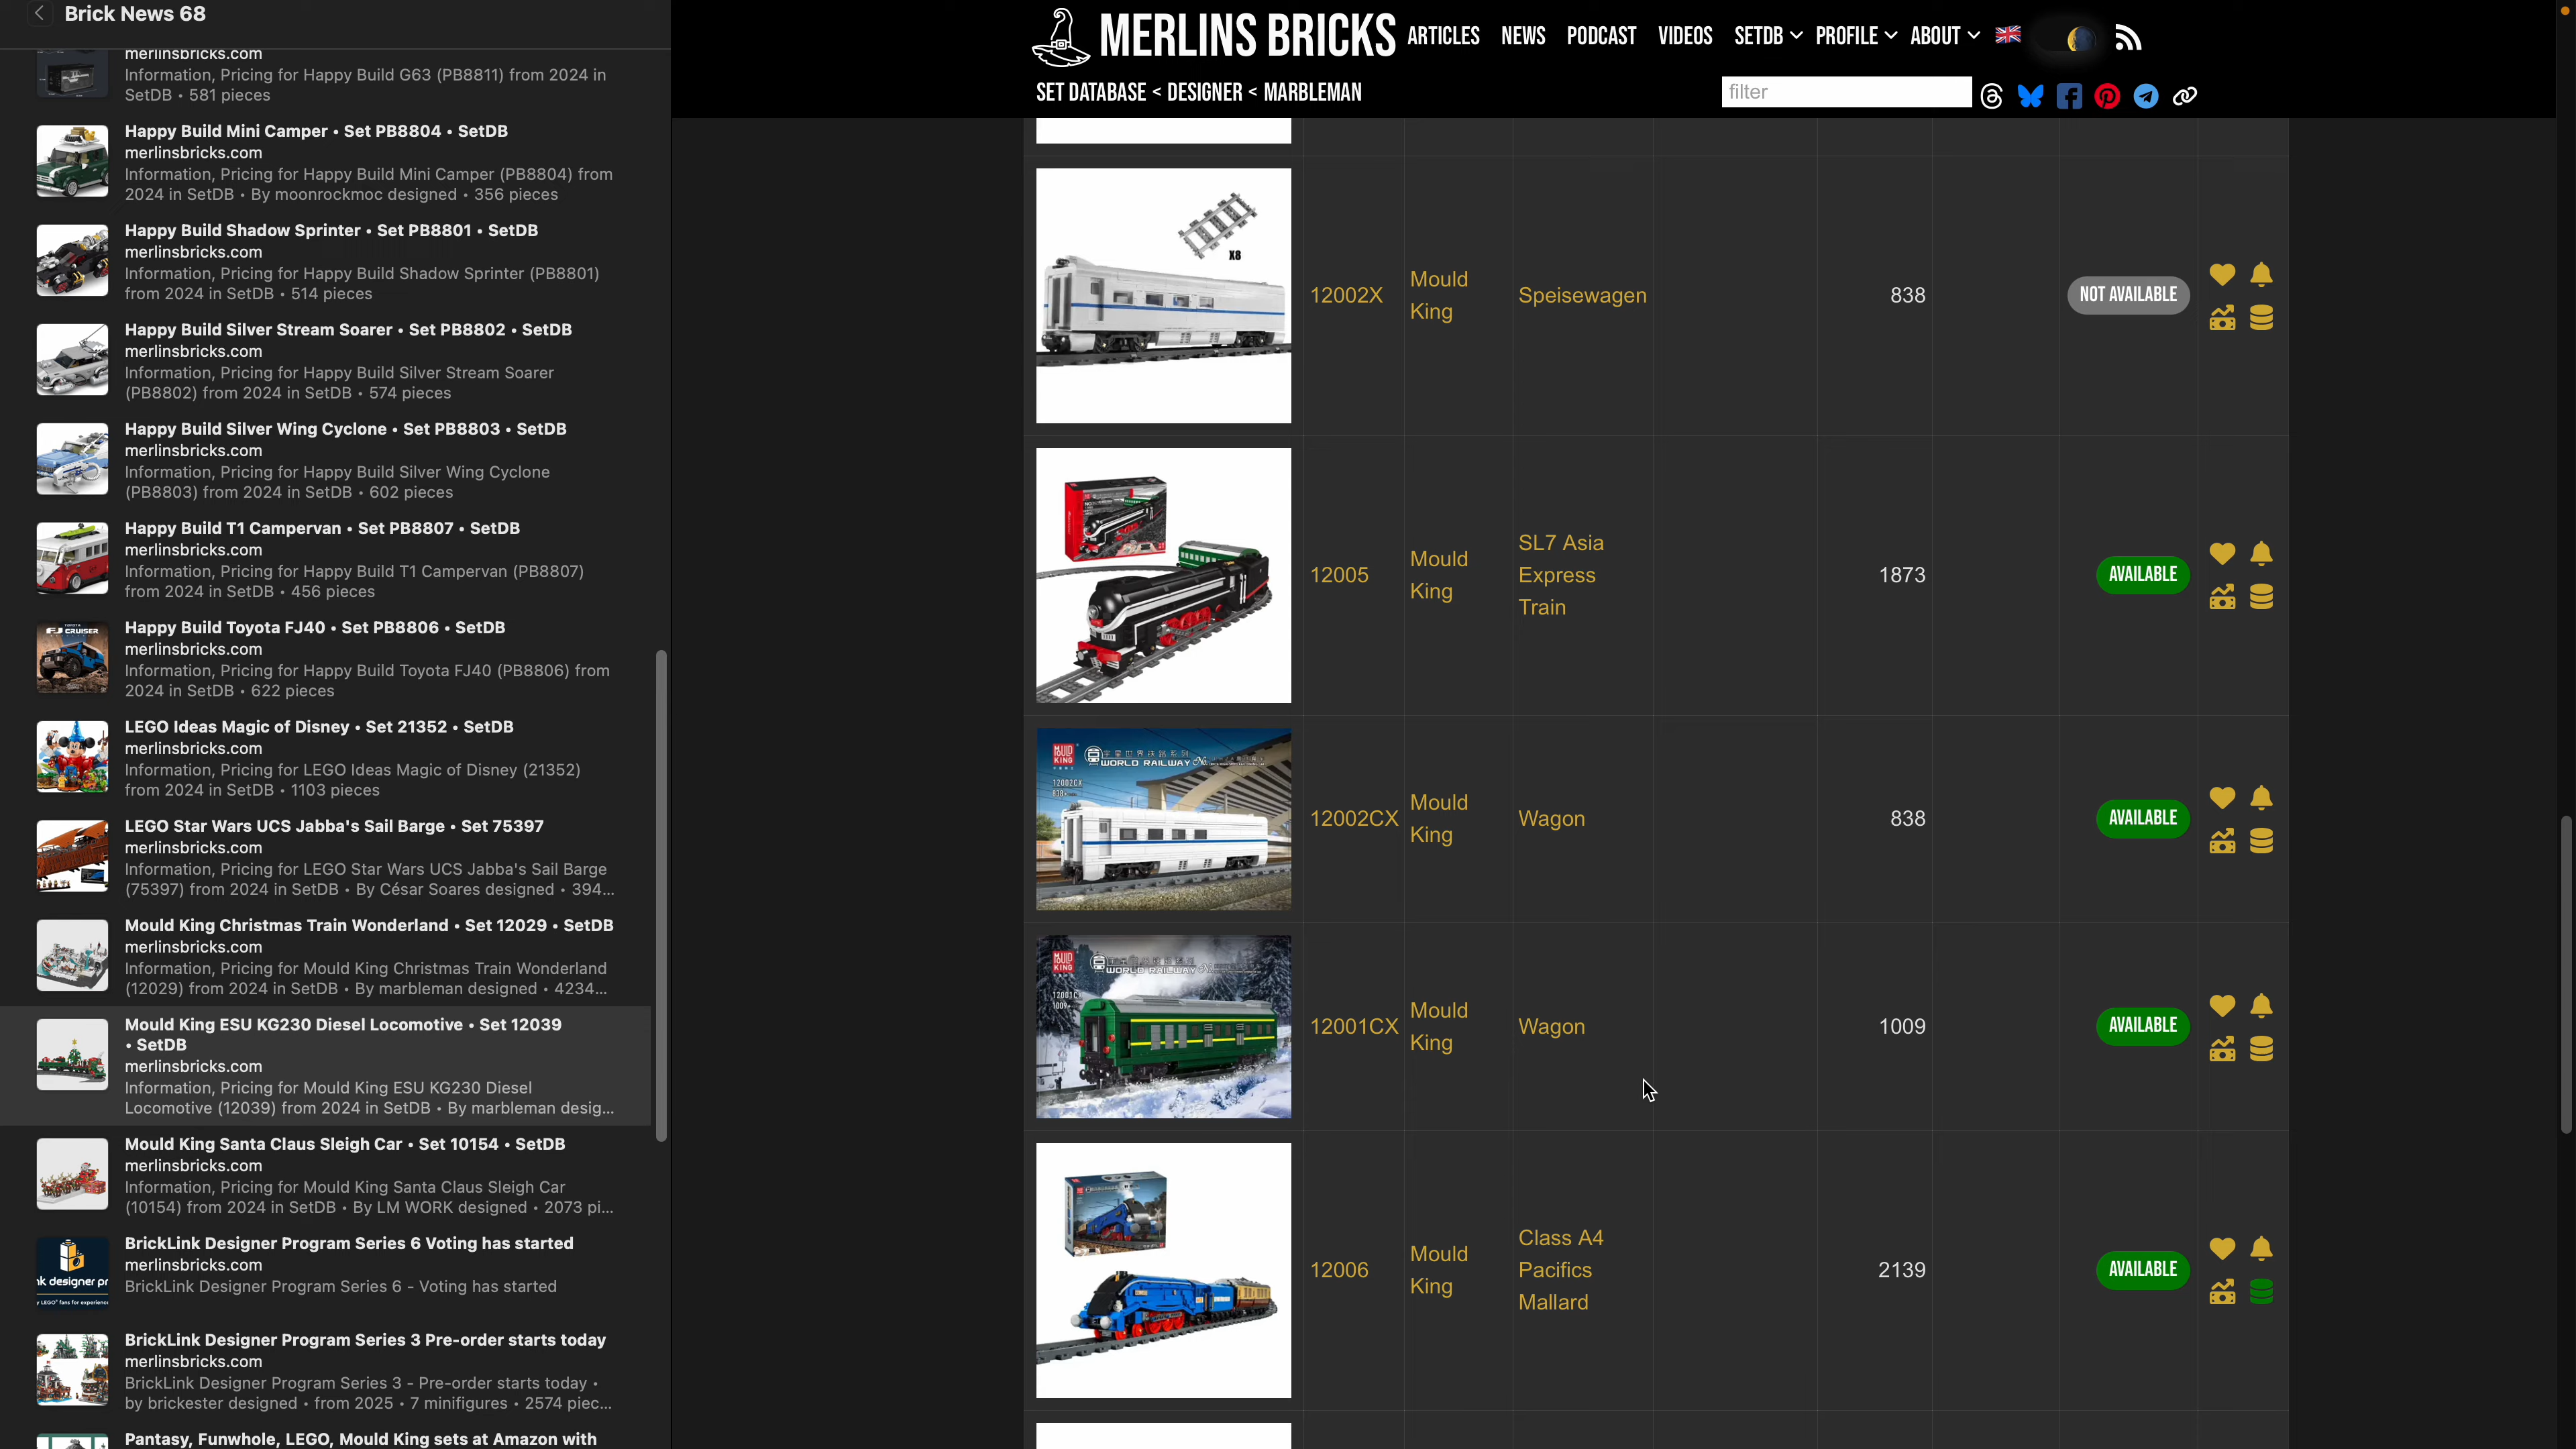 Brick News 68
merlinsbricks.com
Information, Pricing for Happy Build G63 (PB8811) from 2024 in
SetDB • 581 pieces
Happy Build Mini Camper • Set PB8804 • SetDB
merlinsbricks.com
Information, Pricing for Happy Build Mini Camper (PB8804) from
2024 in SetDB • By moonrockmoc designed • 356 pieces
Happy Build Shadow Sprinter • Set PB8801 • SetDB
merlinsbricks.com
Information, Pricing for Happy Build Shadow Sprinter (PB8801)
from 2024 in SetDB • 514 pieces
Happy Build Silver Stream Soarer • Set PB8802 • SetDB
merlinsbricks.com
Information, Pricing for Happy Build Silver Stream Soarer
(PB8802) from 2024 in SetDB • 574 pieces
Happy Build Silver Wing Cyclone • Set PB8803 • SetDB
merlinsbricks.com
Information, Pricing for Happy Build Silver Wing Cyclone
(PB8803) from 2024 in SetDB • 602 pieces
Happy Build T1 Campervan • Set PB8807 • SetDB
merlinsbricks.com
Information, Pricing for Happy Build T1 Campervan (PB8807)
from 2024 in SetDB • 456 pieces
Happy Build Toyota FJ40 • Set PB8806 • SetDB
merlinsbricks.com
Information, Pricing for Happy Build Toyota FJ40 (PB8806) from
2024 in SetDB • 622 pieces
LEGO Ideas Magic of Disney • Set 21352 • SetDB
merlinsbricks.com
Information, Pricing for LEGO Ideas Magic of Disney (21352)
from 2024 in SetDB • 1103 pieces
LEGO Star Wars UCS Jabba's Sail Barge • Set 75397
merlinsbricks.com
Information, Pricing for LEGO Star Wars UCS Jabba's Sail Barge
(75397) from 2024 in SetDB • By César Soares designed • 394...
Mould King Christmas Train Wonderland • Set 12029 • SetDB
merlinsbricks.com
Information, Pricing for Mould King Christmas Train Wonderland
(12029) from 2024 in SetDB • By marbleman designed • 4234...
Mould King ESU KG230 Diesel Locomotive • Set 12039
• SetDB
merlinsbricks.com
Information, Pricing for Mould King ESU KG230 Diesel
Locomotive (12039) from 2024 in SetDB • By marbleman desig...
Mould King Santa Claus Sleigh Car • Set 10154 • SetDB
merlinsbricks.com
Information, Pricing for Mould King Santa Claus Sleigh Car
(10154) from 2024 in SetDB • By LM WORK designed • 2073 pi...
BrickLink Designer Program Series 6 Voting has started
merlinsbricks.com
BrickLink Designer Program Series 6 - Voting has started
BrickLink Designer Program Series 3 Pre-order starts today
merlinsbricks.com
BrickLink Designer Program Series 3 - Pre-order starts today •
by brickester designed • from 2025 • 7 minifigures • 2574 piec...
Pantasy, Funwhole, LEGO, Mould King sets at Amazon with
MERLINS BRICKS
ARTICLES NEWS PODCAST VIDEOS SETDB PROFILE ABOUT
SET DATABASE < DESIGNER < MARBLEMAN
filter
X8
12002X
Mould
King
Speisewagen
838
NOT AVAILABLE
12005
Mould
King
SL7 Asia
Express
Train
1873
AVAILABLE
MOULD
KING
WORLD RAILWAY
12002CX
838
12002CX
Mould
King
Wagon
838
AVAILABLE
MOULD
KING
WORLD RAILWAY
12001CX
Mould
King
Wagon
1009
AVAILABLE
12006
Mould
King
Class A4
Pacifics
Mallard
2139
AVAILABLE